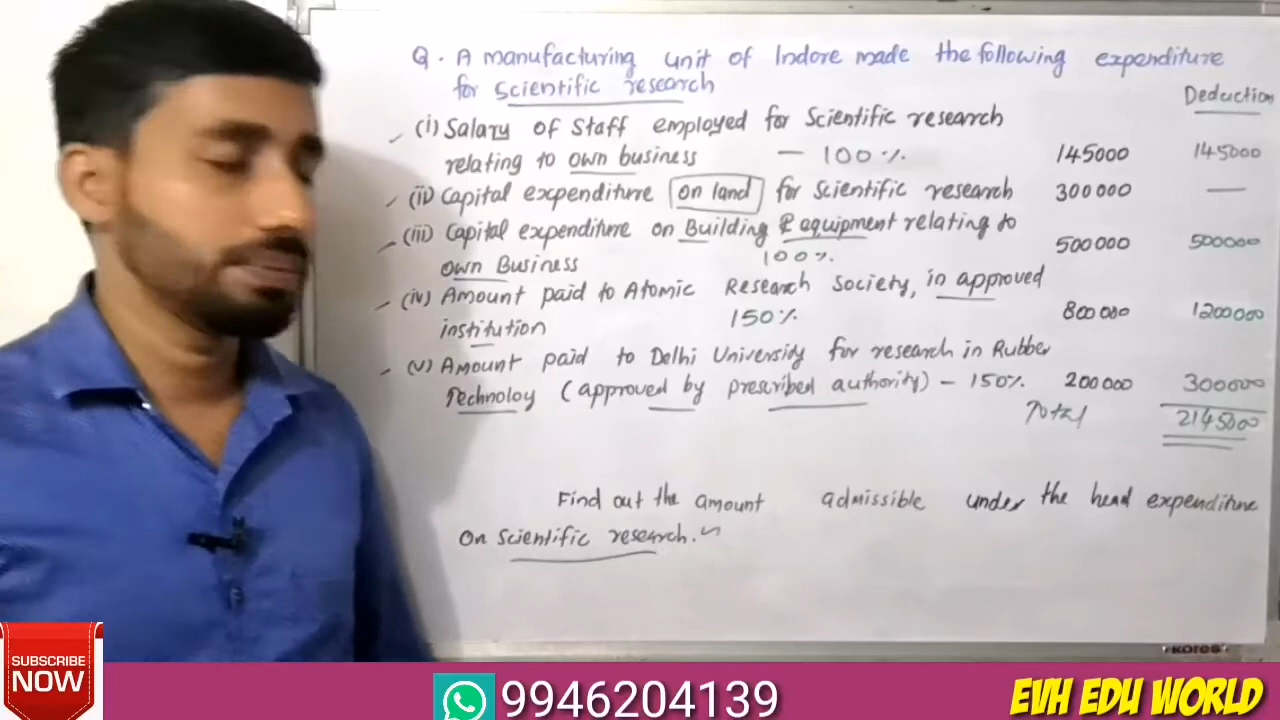 Q. A manufacturing unit of Indore made the following expenditure
for Scientific research
Deduction
(i) Salary of Staff employed for Scientific research
relating to own business — 100% 145000 145000
(ii) Capital expenditure on land for Scientific research 300000 —
(iii) Capital expenditure on Building & equipment relating to
own Business 100% 500000 500000
(iv) Amount paid to Atomic Research Society, in approved
institution 150% 800000 1200000
(v) Amount paid to Delhi University for research in Rubber
Technoloy (approved by prescribed authority) - 150% 200000 300000
Total 2145000
Find out the amount admissible under the head expenditure
on Scientific research.
kores
SUBSCRIBE
NOW
9946204139
EVH EDU WORLD